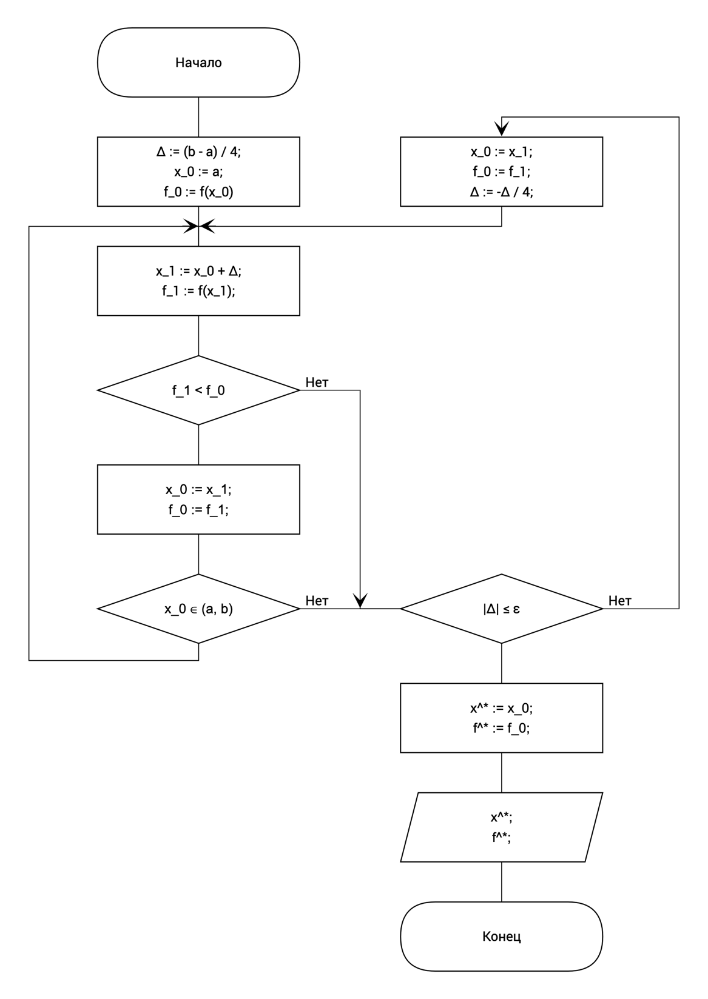 Начало
Δ := (b - a) / 4;
x_0 := a;
f_0 := f(x_0)
x_0 := x_1;
f_0 := f_1;
Δ := -Δ / 4;
x_1 := x_0 + Δ;
f_1 := f(x_1);
f_1 < f_0
Нет
x_0 := x_1;
f_0 := f_1;
x_0 ∈ (a, b)
Нет
|Δ| ≤ ε
Нет
x^* := x_0;
f^* := f_0;
x^*;
f^*;
Конец